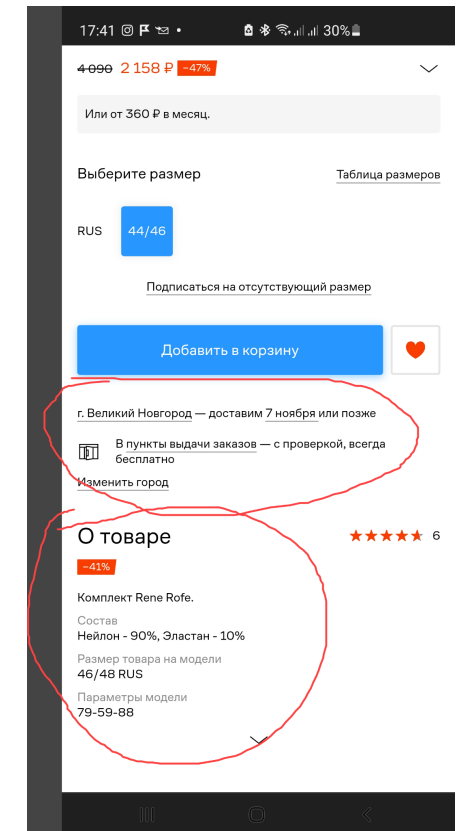 17:41 30%
4 090 2 158 ₽ −47%
Или от 360 ₽ в месяц.
Выберите размер Таблица размеров
RUS 44/46
Подписаться на отсутствующий размер
Добавить в корзину
г. Великий Новгород — доставим 7 ноября или позже
В пункты выдачи заказов — с проверкой, всегда
бесплатно
Изменить город
О товаре 6
−41%
Комплект Rene Rofe.
Состав
Нейлон - 90%, Эластан - 10%
Размер товара на модели
46/48 RUS
Параметры модели
79-59-88